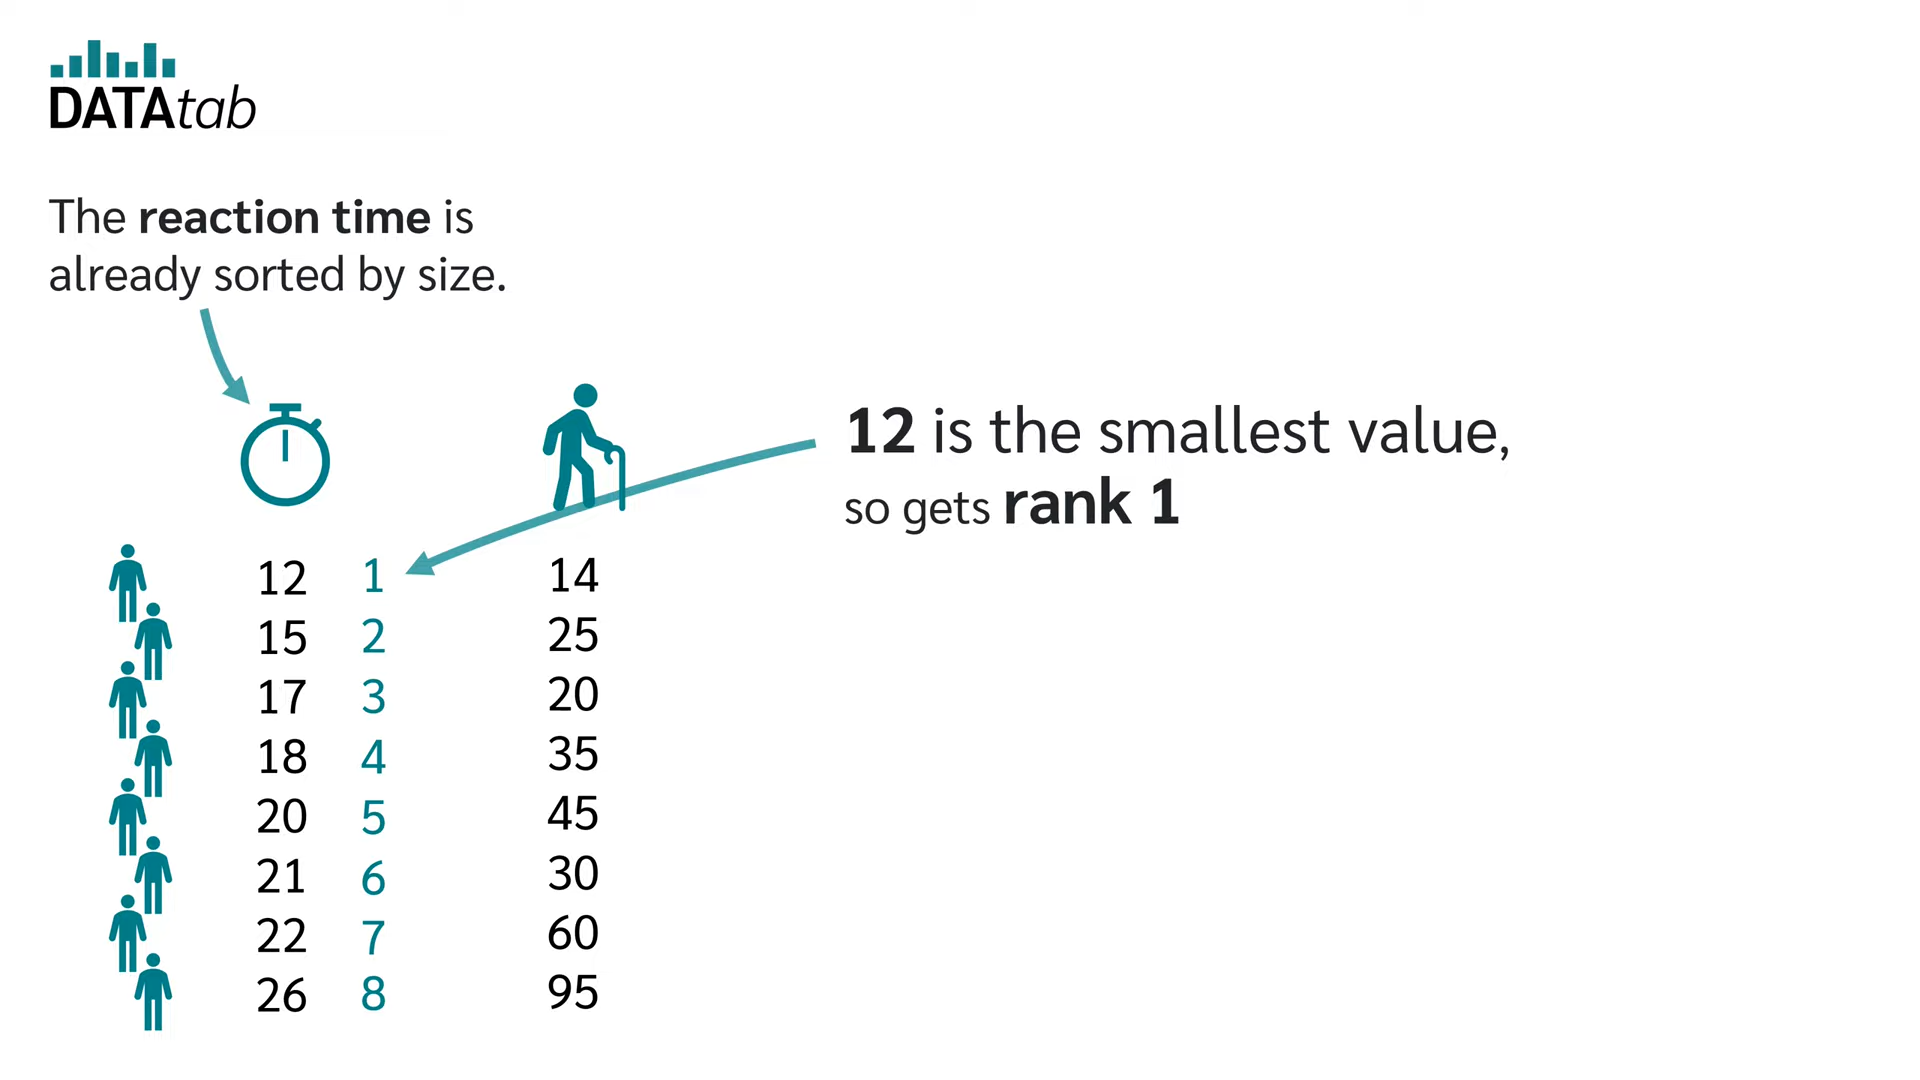 DATAtab
The reaction time is
already sorted by size.
12 is the smallest value,
so gets rank 1
12 1 14
15 2 25
17 3 20
18 4 35
20 5 45
21 6 30
22 7 60
26 8 95